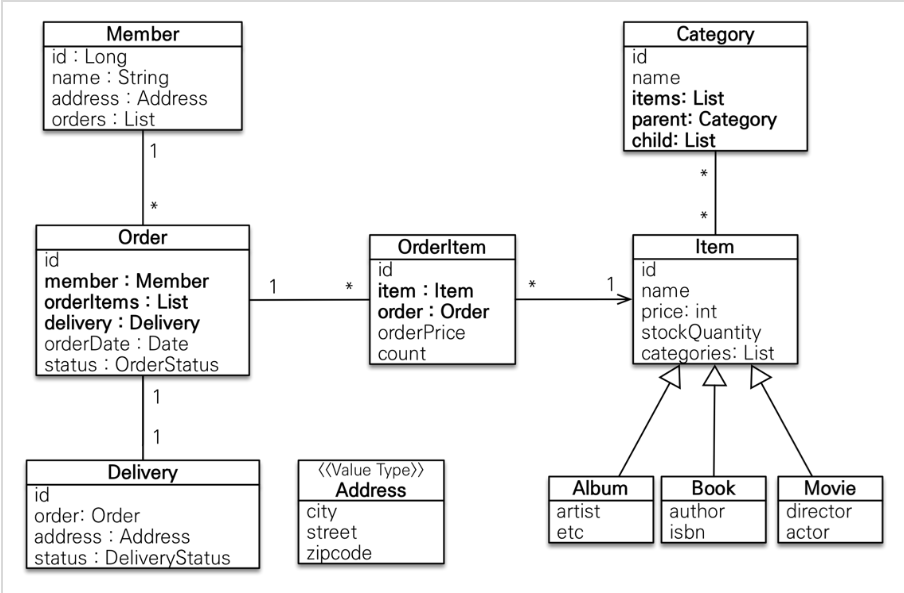 Member
id : Long
name : String
address : Address
orders : List
1
*
Order
id
member : Member
orderItems : List
delivery : Delivery
orderDate : Date
status : OrderStatus
1
*
1
1
Delivery
id
order: Order
address : Address
status : DeliveryStatus
OrderItem
id
item : Item
order : Order
orderPrice
count
*
1
<<Value Type>>
Address
city
street
zipcode
Category
id
name
items: List
parent: Category
child: List
*
*
Item
id
name
price: int
stockQuantity
categories: List
Album
artist
etc
Book
author
isbn
Movie
director
actor